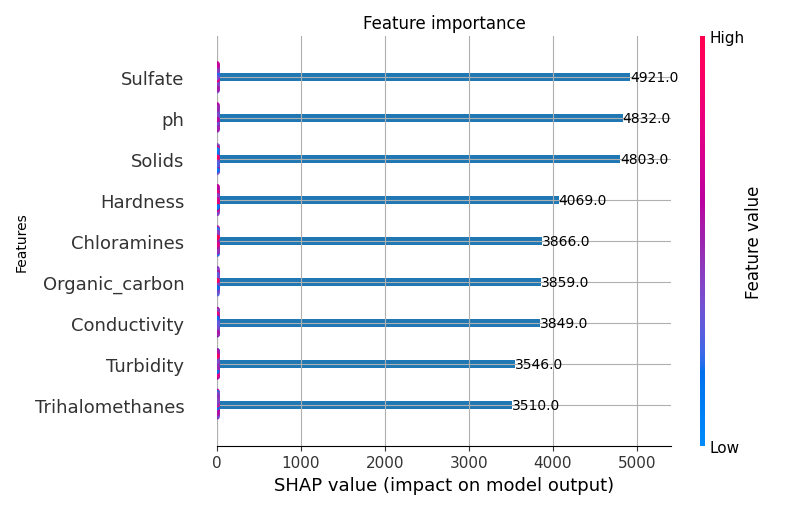 Feature importance
High
Sulfate 4921.0
ph 4832.0
Solids 4803.0
Hardness 4069.0
Chloramines 3866.0
Organic_carbon 3859.0
Conductivity 3849.0
Turbidity 3546.0
Trihalomethanes 3510.0
Features
Feature value
Low
0 1000 2000 3000 4000 5000
SHAP value (impact on model output)